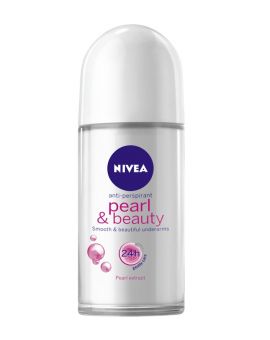 NIVEA
anti-perspirant
pearl
& beauty
Smooth & beautiful underarms
24h
Pearl extract